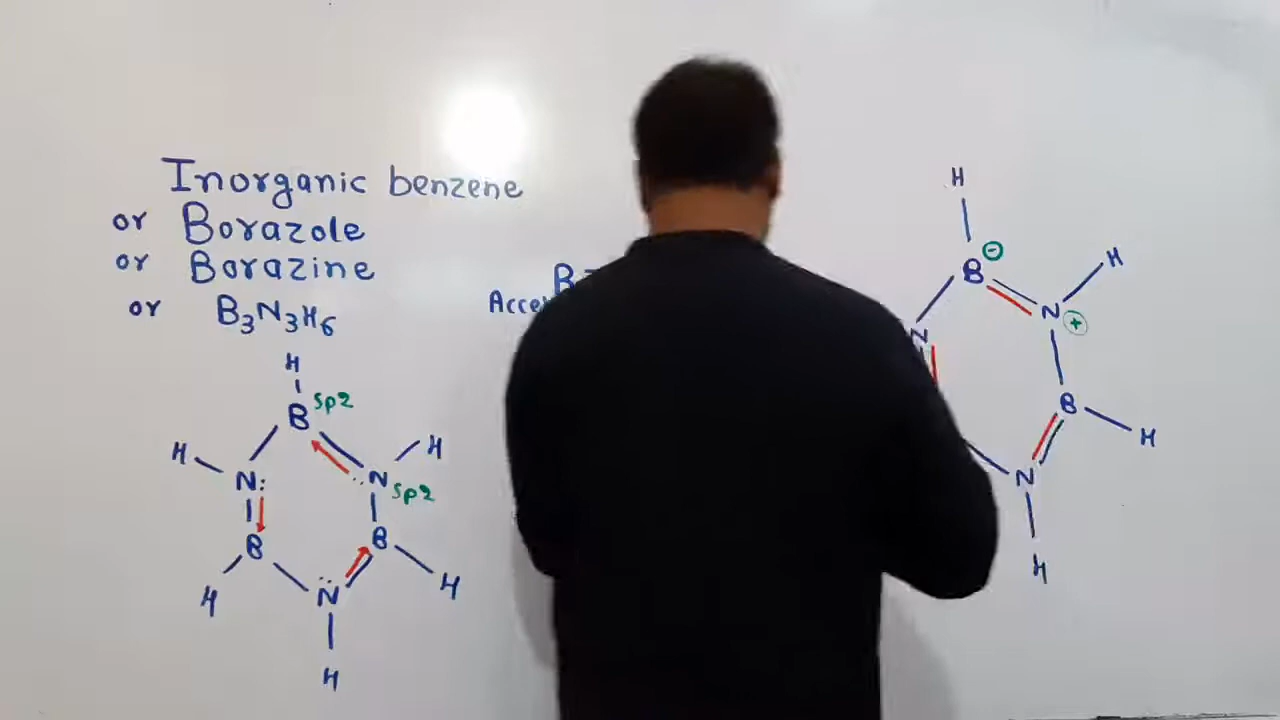 Inorganic benzene
or Borazole
or Borazine
or B₃N₃H₆
H
B sp2
H N: ..N H
sp2
B B
H N̈ H
H
B
H
B ⊖ H
N N ⊕
B H
N
H